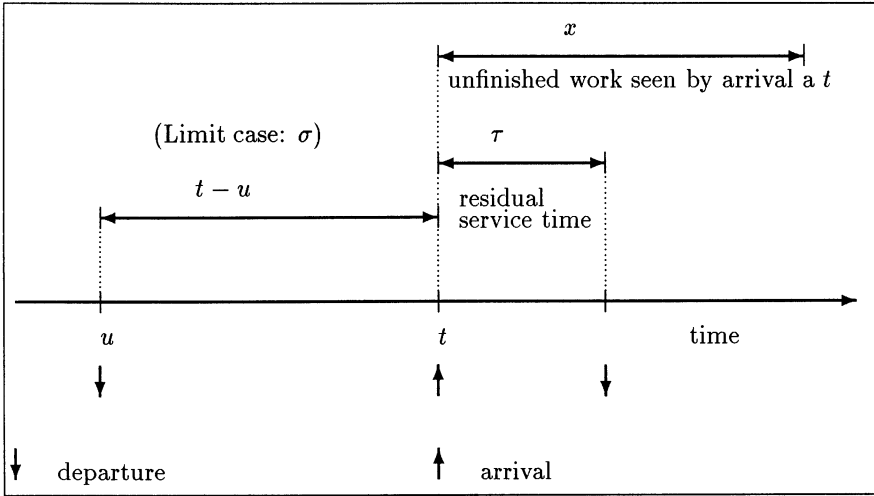 x
unfinished work seen by arrival a t
(Limit case: σ)
τ
t − u
residual
service time
u
t
time
departure
arrival